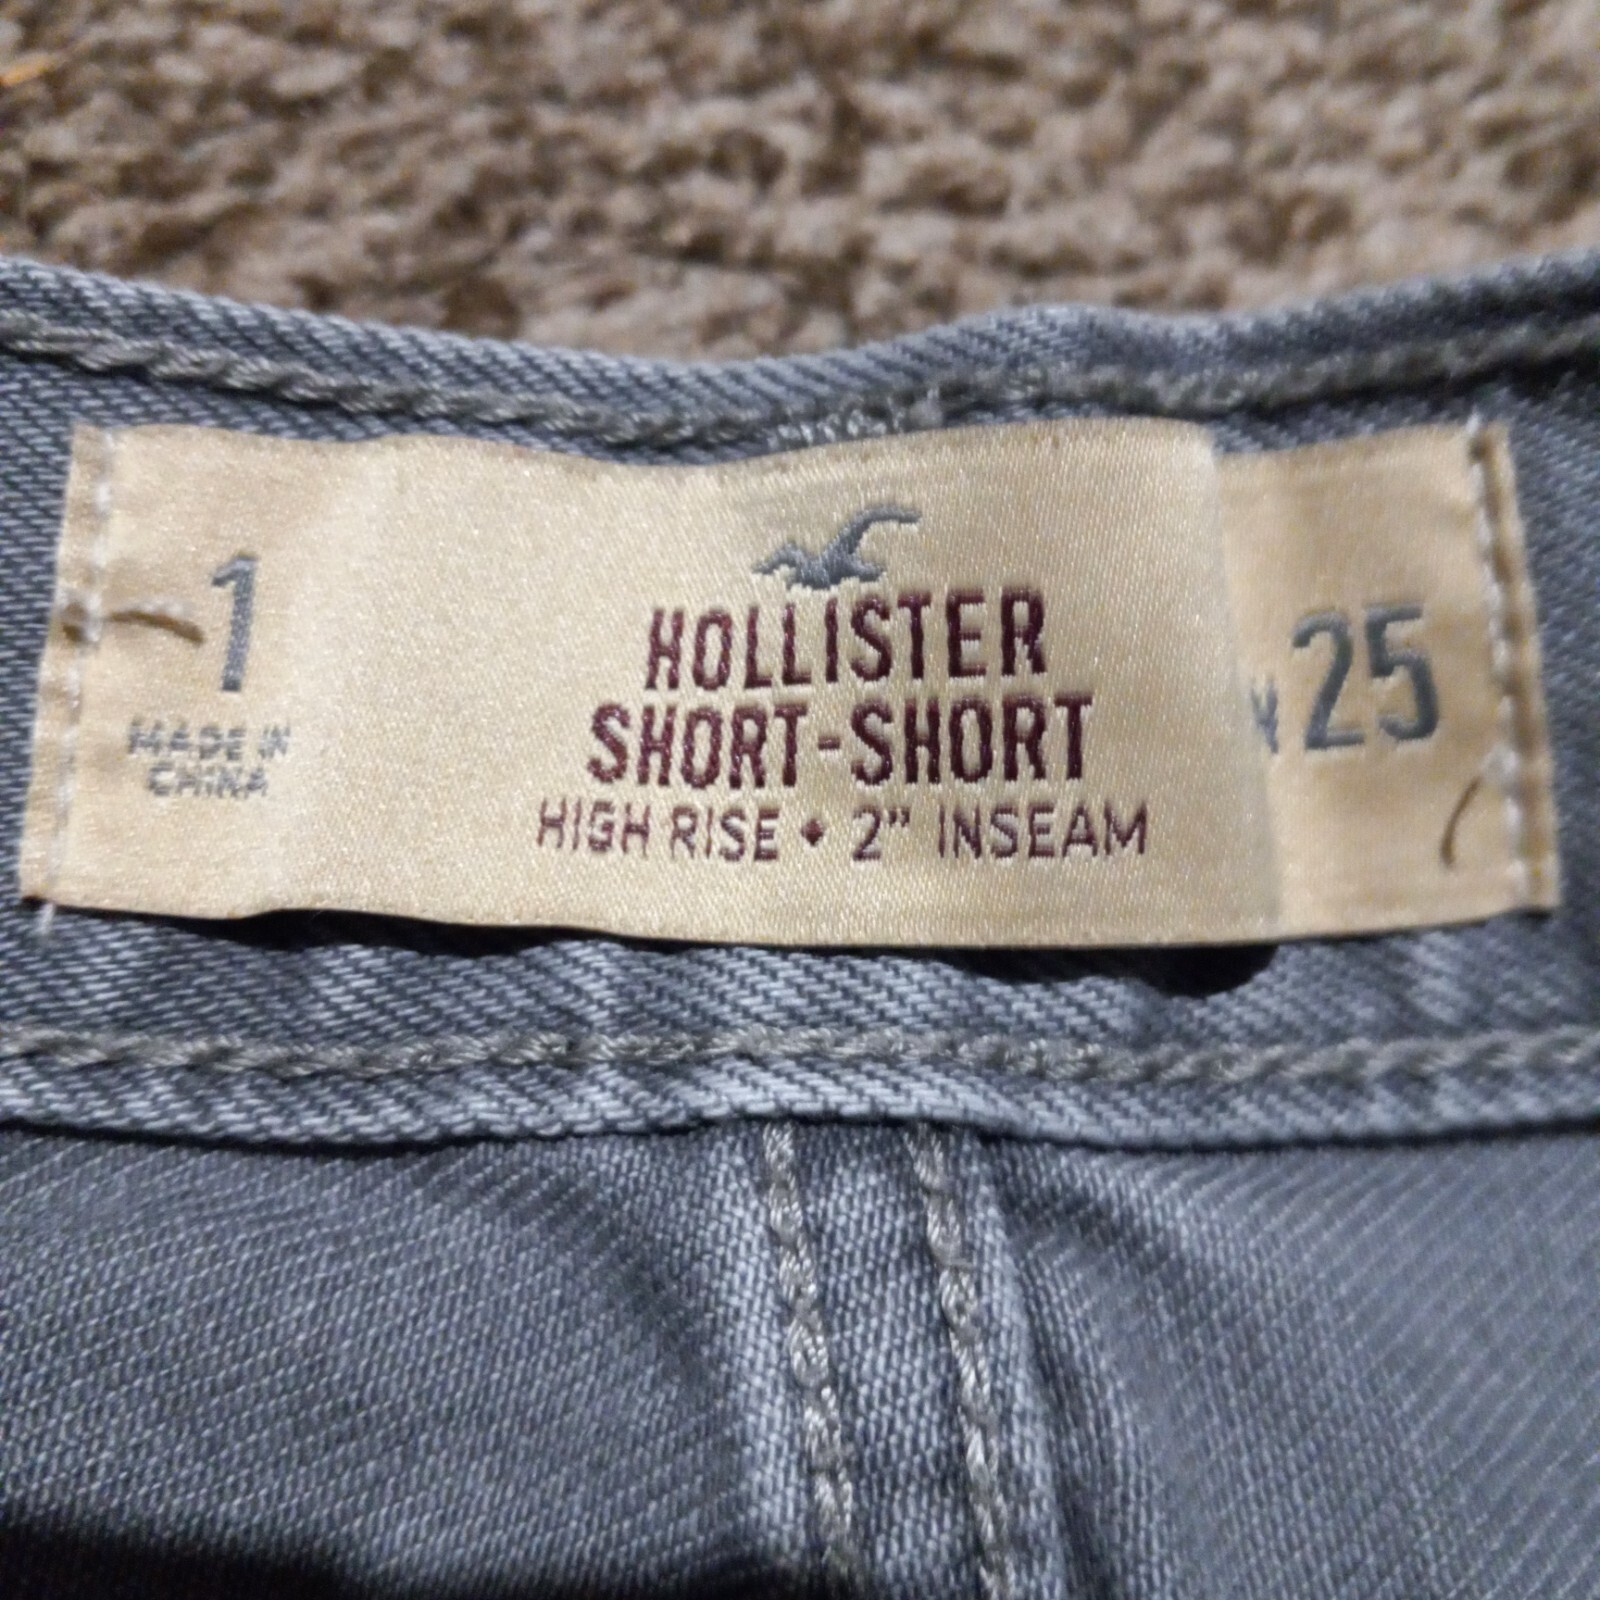 1
MADE IN
CHINA
HOLLISTER
SHORT-SHORT
HIGH RISE • 2" INSEAM
W 25